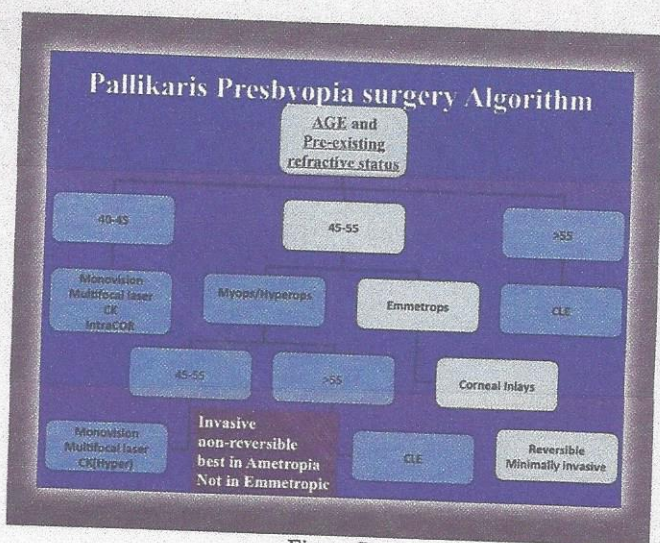 Pallikaris Presbyopia surgery Algorithm
AGE and
Pre-existing
refractive status
40-45
45-55
>55
Monovision
Multifocal laser
CK
IntraCOR
Myops/Hyperops
Emmetrops
CLE
45-55
>55
Corneal Inlays
Monovision
Multifocal laser
CK(Hyper)
Invasive
non-reversible
best in Ametropia
Not in Emmetropic
CLE
Reversible
Minimally invasive